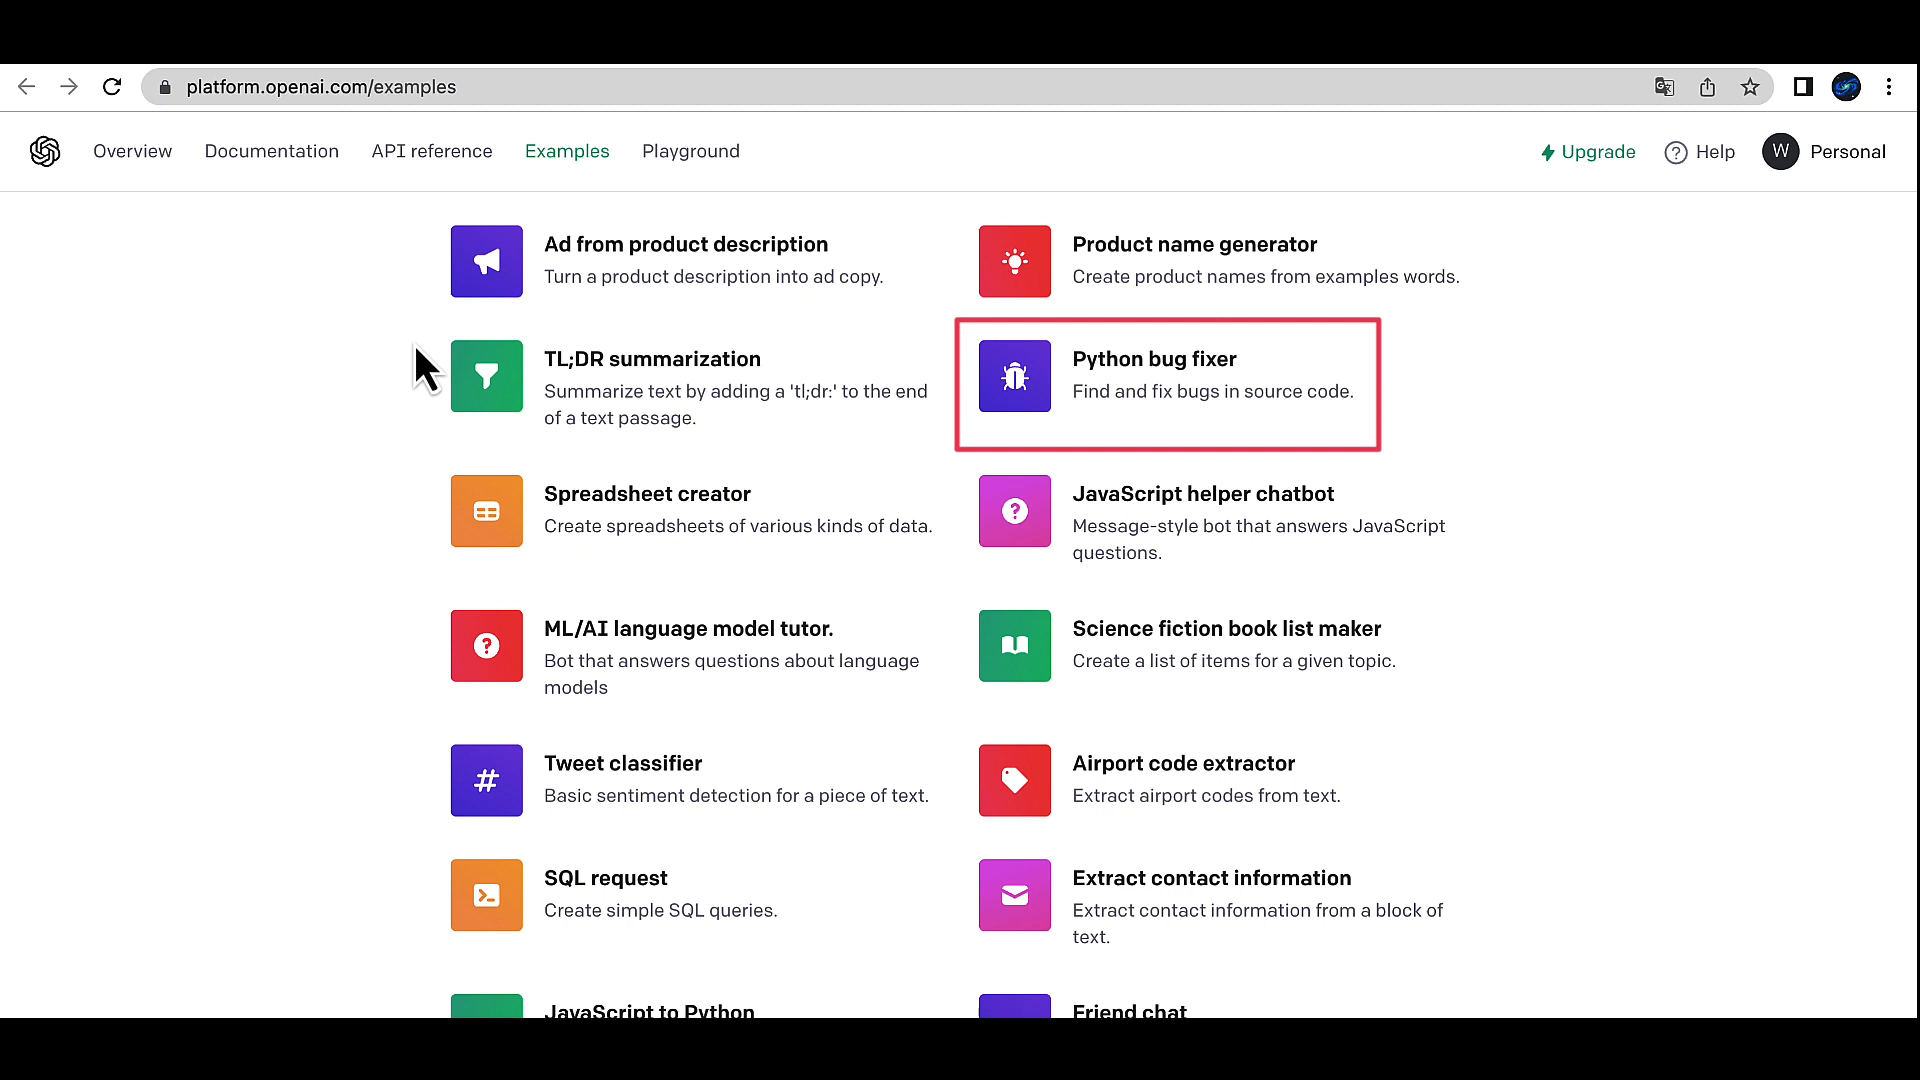 platform.openai.com/examples
Overview Documentation API reference Examples Playground Upgrade Help W Personal
Ad from product description
Turn a product description into ad copy.
Product name generator
Create product names from examples words.
TL;DR summarization
Summarize text by adding a 'tl;dr:' to the end
of a text passage.
Python bug fixer
Find and fix bugs in source code.
Spreadsheet creator
Create spreadsheets of various kinds of data.
JavaScript helper chatbot
Message-style bot that answers JavaScript
questions.
ML/AI language model tutor.
Bot that answers questions about language
models
Science fiction book list maker
Create a list of items for a given topic.
Tweet classifier
Basic sentiment detection for a piece of text.
Airport code extractor
Extract airport codes from text.
SQL request
Create simple SQL queries.
Extract contact information
Extract contact information from a block of
text.
JavaScript to Python
Friend chat